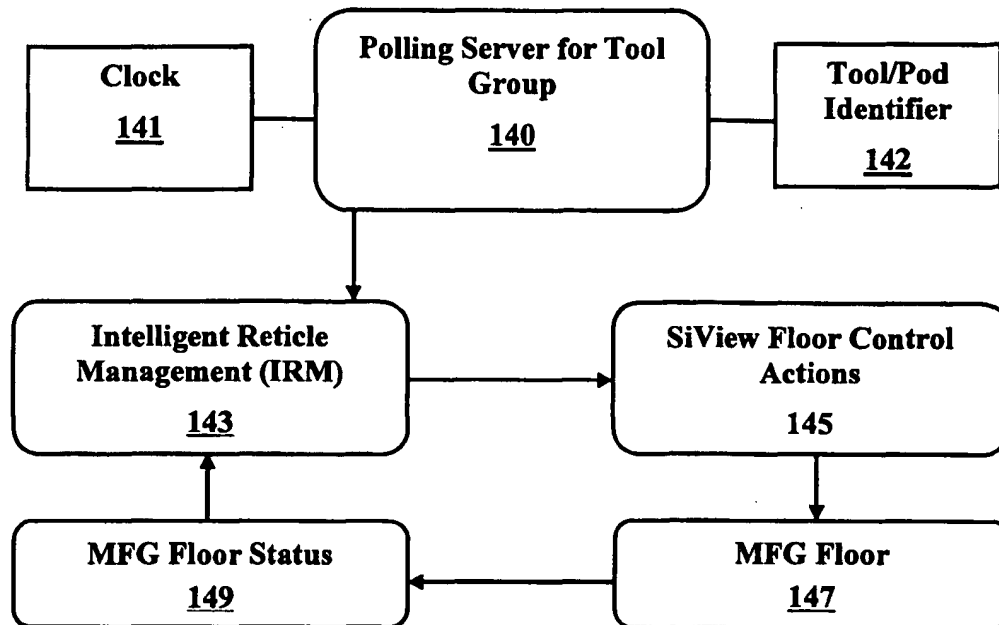 Polling Server for Tool
Group
140
Clock
141
Tool/Pod
Identifier
142
Intelligent Reticle
Management (IRM)
143
SiView Floor Control
Actions
145
MFG Floor Status
149
MFG Floor
147